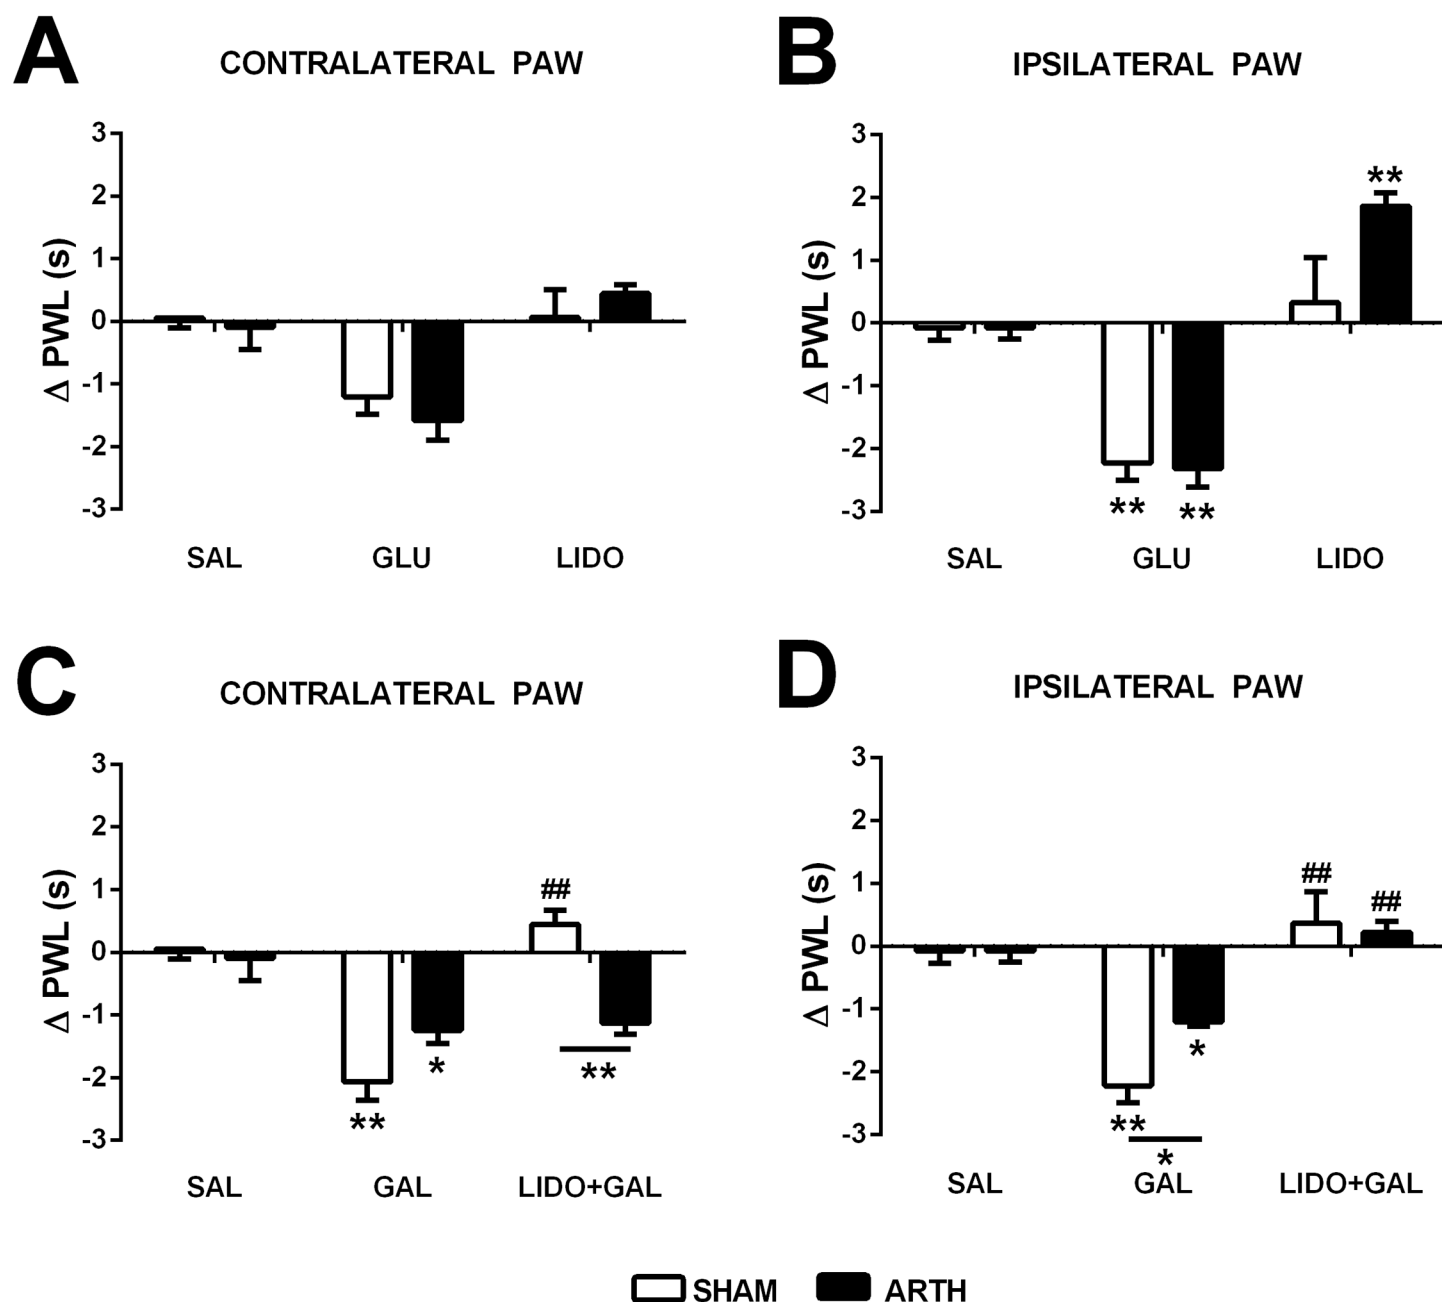 A
CONTRALATERAL PAW
3
2
1
0
-1
-2
-3
Δ PWL (s)
SAL
GLU
LIDO
B
IPSILATERAL PAW
3
2
1
0
-1
-2
-3
Δ PWL (s)
**
**
**
SAL
GLU
LIDO
C
CONTRALATERAL PAW
3
2
1
0
-1
-2
-3
Δ PWL (s)
**
*
##
**
SAL
GAL
LIDO+GAL
D
IPSILATERAL PAW
3
2
1
0
-1
-2
-3
Δ PWL (s)
**
*
*
##
##
SAL
GAL
LIDO+GAL
SHAM
ARTH